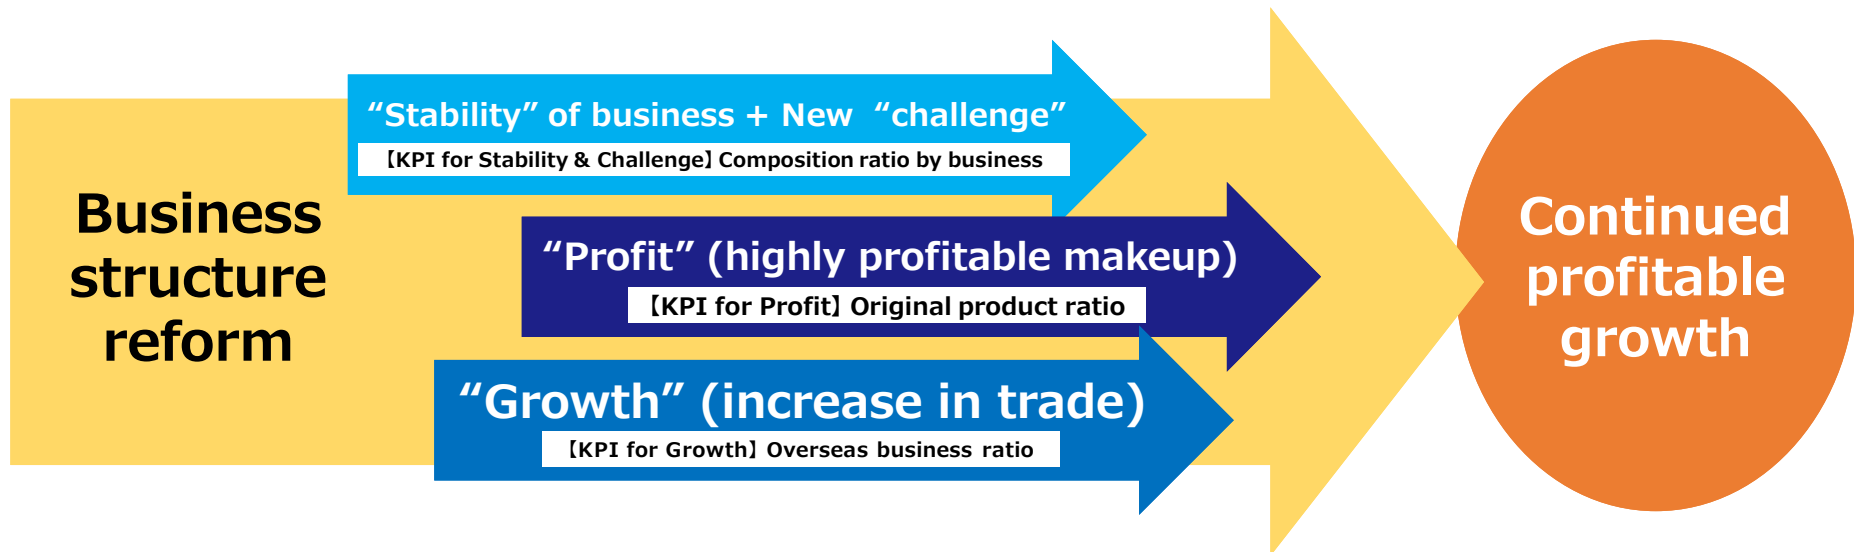 Business
structure
reform
“Stability” of business + New “challenge”
【KPI for Stability & Challenge】Composition ratio by business
“Profit” (highly profitable makeup)
【KPI for Profit】Original product ratio
“Growth” (increase in trade)
【KPI for Growth】Overseas business ratio
Continued
profitable
growth